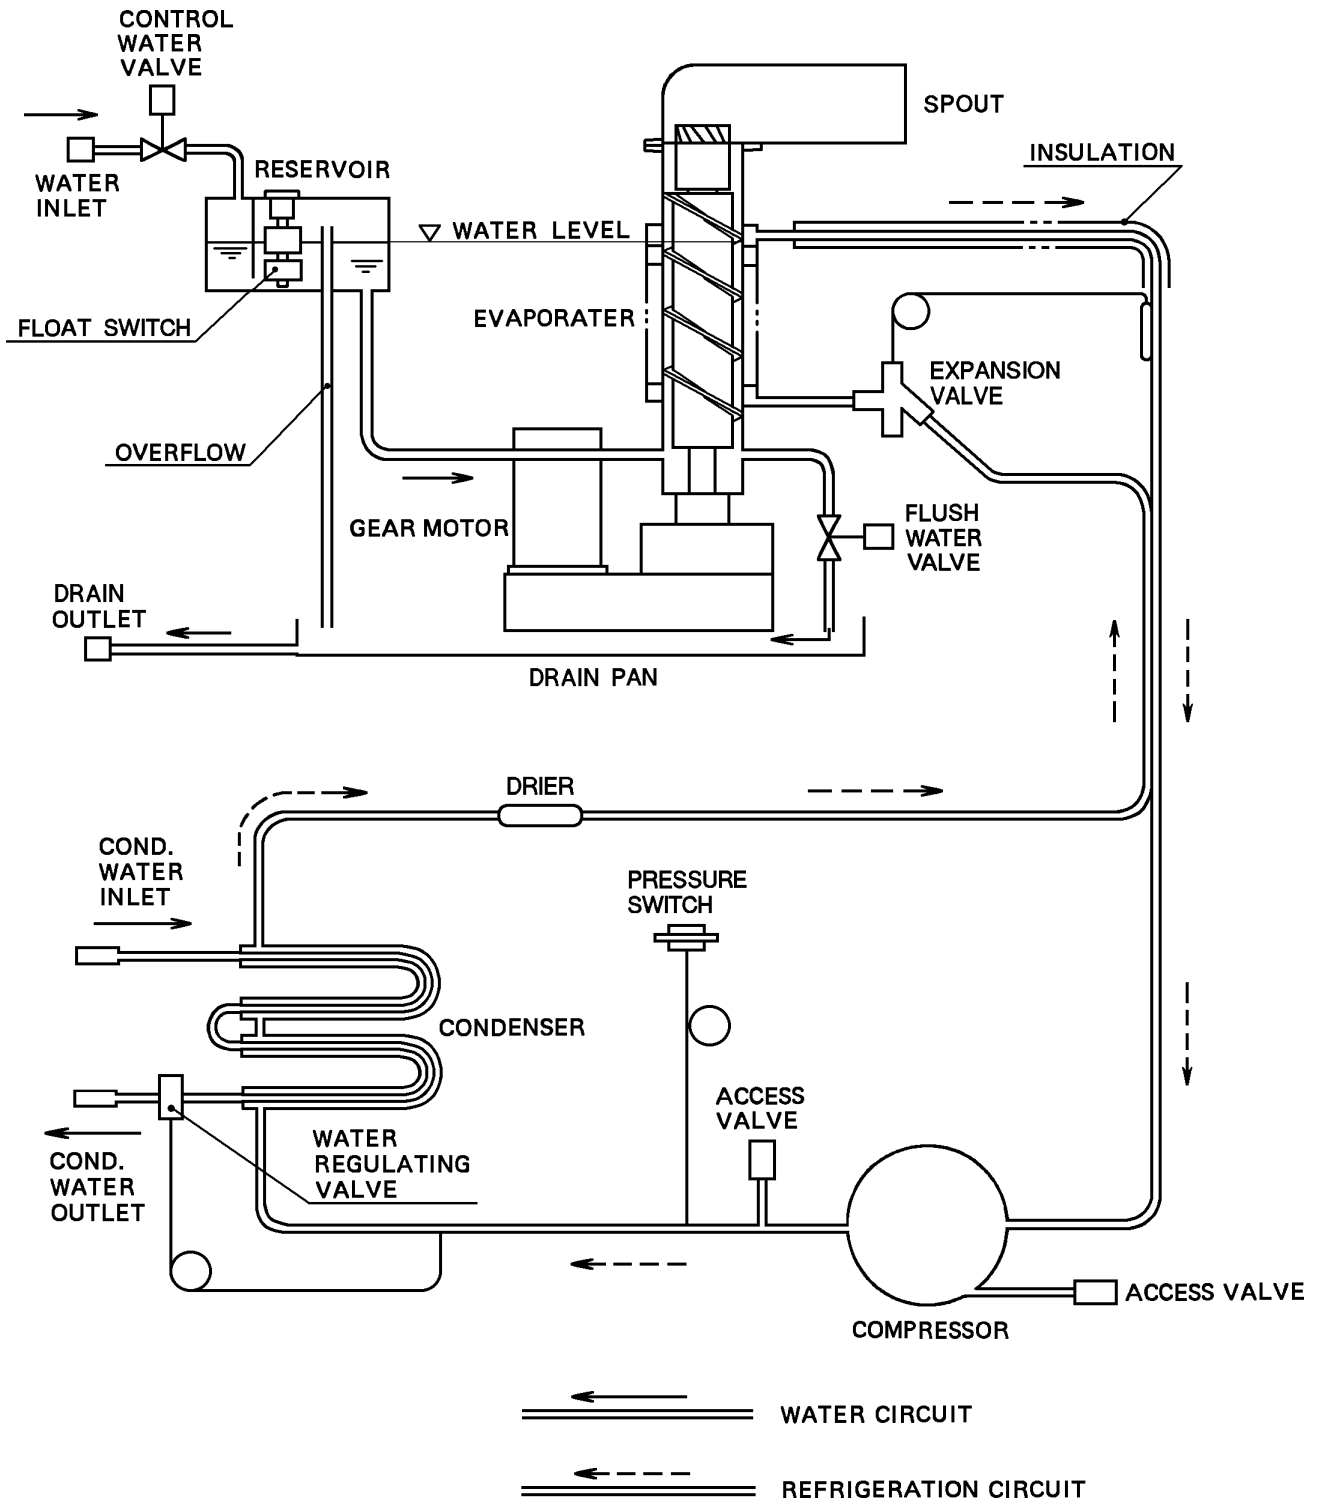 CONTROL
WATER
VALVE
SPOUT
INSULATION
RESERVOIR
WATER
INLET
WATER LEVEL
FLOAT SWITCH
EVAPORATER
EXPANSION
VALVE
OVERFLOW
GEAR MOTOR
FLUSH
WATER
VALVE
DRAIN
OUTLET
DRAIN PAN
DRIER
COND.
WATER
INLET
PRESSURE
SWITCH
CONDENSER
ACCESS
VALVE
WATER
REGULATING
VALVE
COND.
WATER
OUTLET
ACCESS VALVE
COMPRESSOR
WATER CIRCUIT
REFRIGERATION CIRCUIT